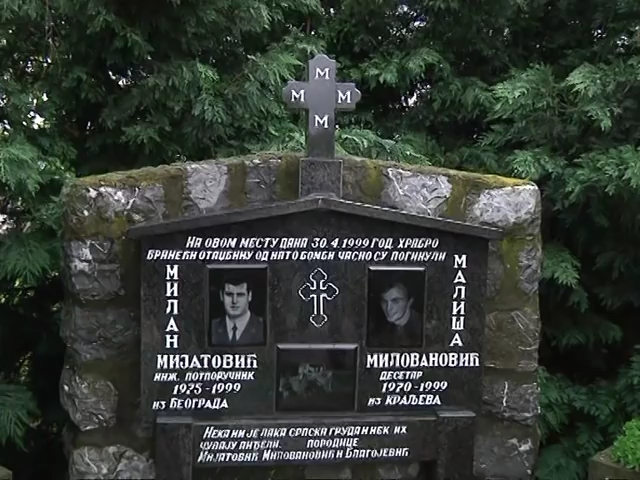 М
М М
М
НА ОВОМ МЕСТУ ДАНА 30.4.1999 ГОД. ХРАБРО
БРАНЕЋИ ОТАЏБИНУ ОД НАТО БОМБИ ЧАСНО СУ ПОГИНУЛИ
МИЛАН
МИЈАТОВИЋ
ИНЖ. ПОТПОРУЧНИК
1975-1999
ИЗ БЕОГРАДА
МАЛИША
МИЛОВАНОВИЋ
ДЕСЕТАР
1970-1999
ИЗ КРАЉЕВА
НЕКА ИМ ЈЕ ЛАКА СРПСКА ГРУДА И НЕК ИХ
ЧУВАЈУ АНЂЕЛИ. ПОРОДИЦЕ
МИЈАТОВИЋ МИЛОВАНОВИЋ И БЛАГОЈЕВИЋ